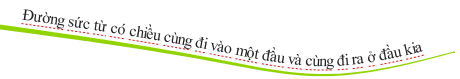 Đường sức từ có chiều cùng đi vào một đầu và cùng đi ra ở đầu kia